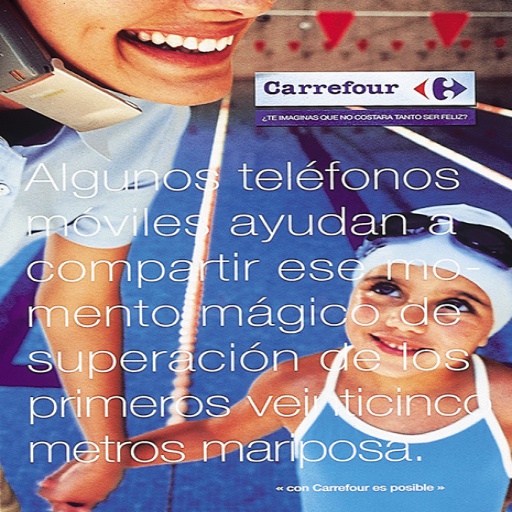 Carrefour
¿TE IMAGINAS QUE NO COSTARA TANTO SER FELIZ?
Algunos teléfonos
móviles ayudan a
compartir ese mo-
mento mágico de
superación de los
primeros veinticinco
metros mariposa.
« con Carrefour es posible »